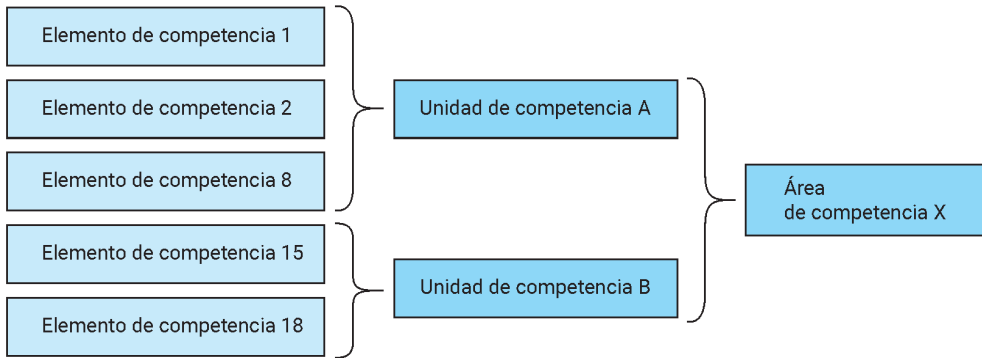 Elemento de competencia 1
Elemento de competencia 2
Elemento de competencia 8
Elemento de competencia 15
Elemento de competencia 18
Unidad de competencia A
Unidad de competencia B
Área
de competencia X